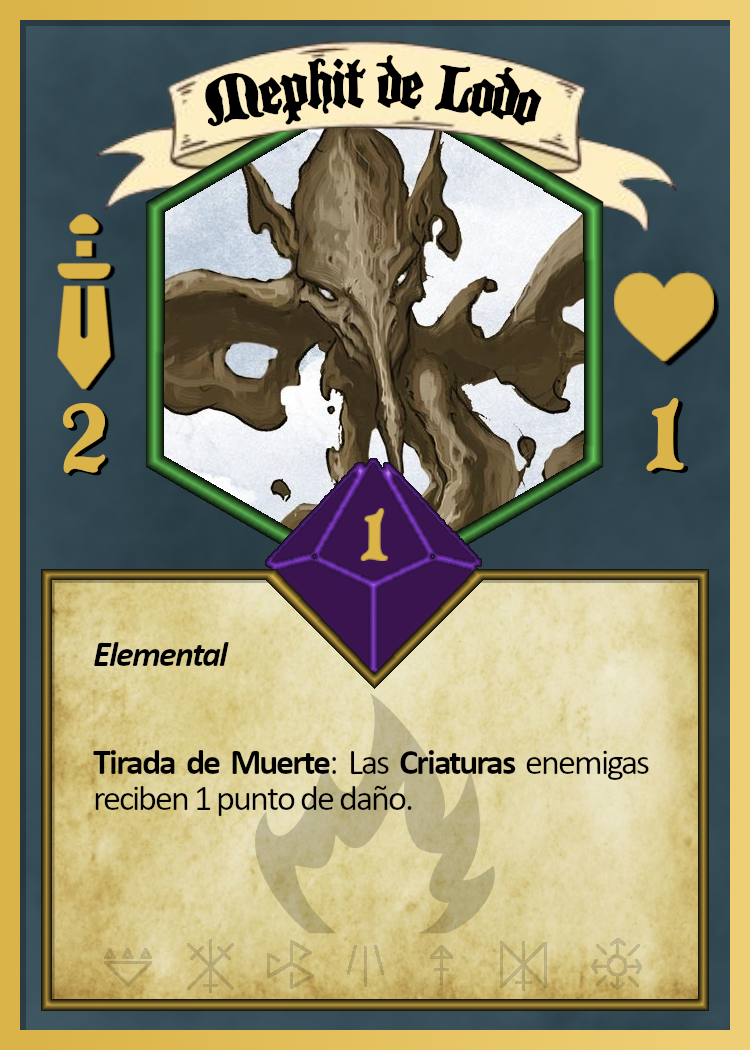 Mephit de Lodo
2
1
1
Elemental
Tirada de Muerte: Las Criaturas enemigas
reciben 1 punto de daño.